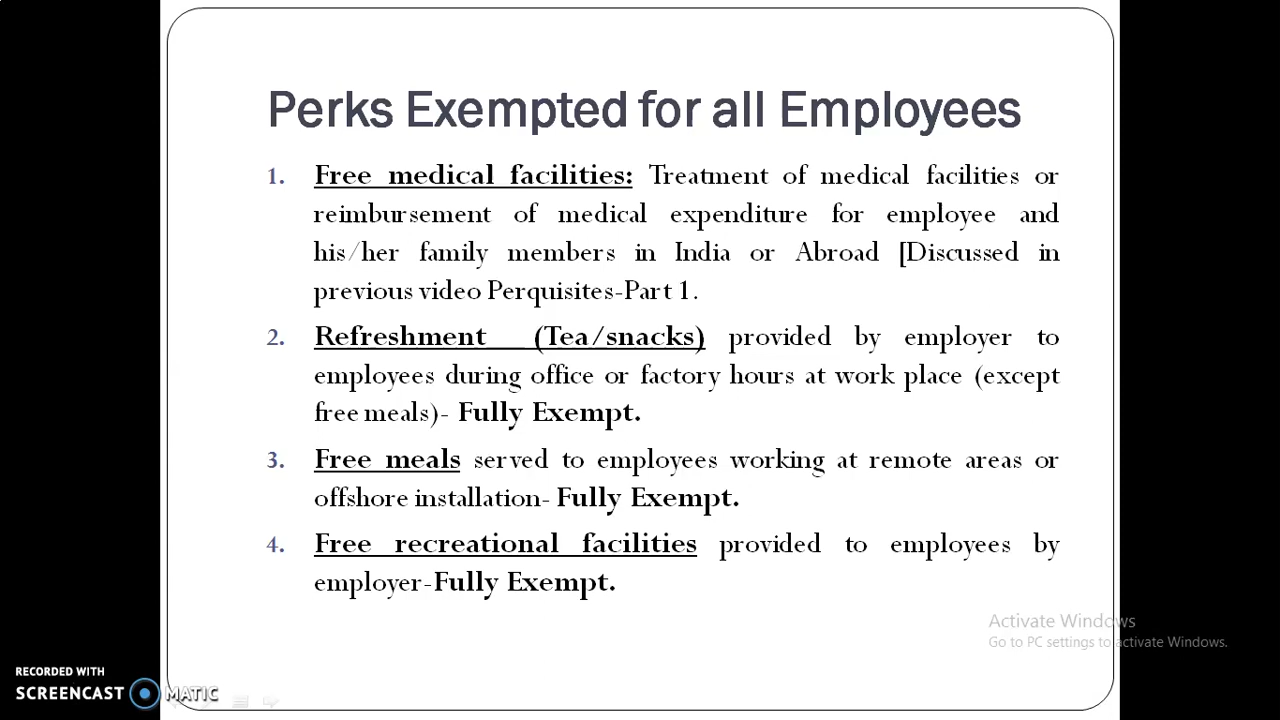 Perks Exempted for all Employees
1. Free medical facilities: Treatment of medical facilities or
reimbursement of medical expenditure for employee and
his/her family members in India or Abroad [Discussed in
previous video Perquisites-Part 1.
2. Refreshment (Tea/snacks) provided by employer to
employees during office or factory hours at work place (except
free meals)- Fully Exempt.
3. Free meals served to employees working at remote areas or
offshore installation- Fully Exempt.
4. Free recreational facilities provided to employees by
employer-Fully Exempt.
Activate Windows
Go to PC settings to activate Windows.
RECORDED WITH
SCREENCAST MATIC